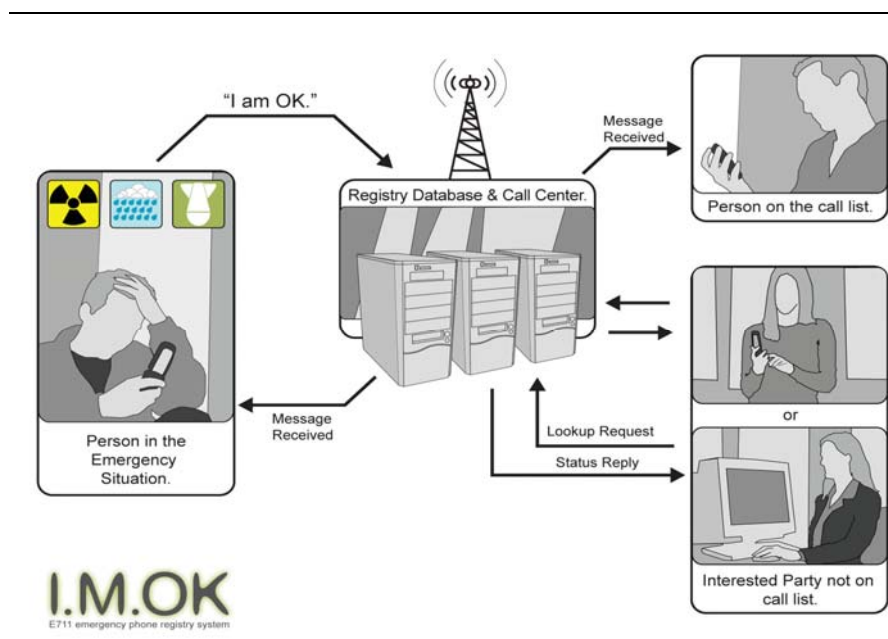 "I am OK."
Message
Received
Registry Database & Call Center.
Person on the call list.
Message
Received
Lookup Request
Status Reply
or
Person in the
Emergency
Situation.
Interested Party not on
call list.
I.M.OK
E711 emergency phone registry system